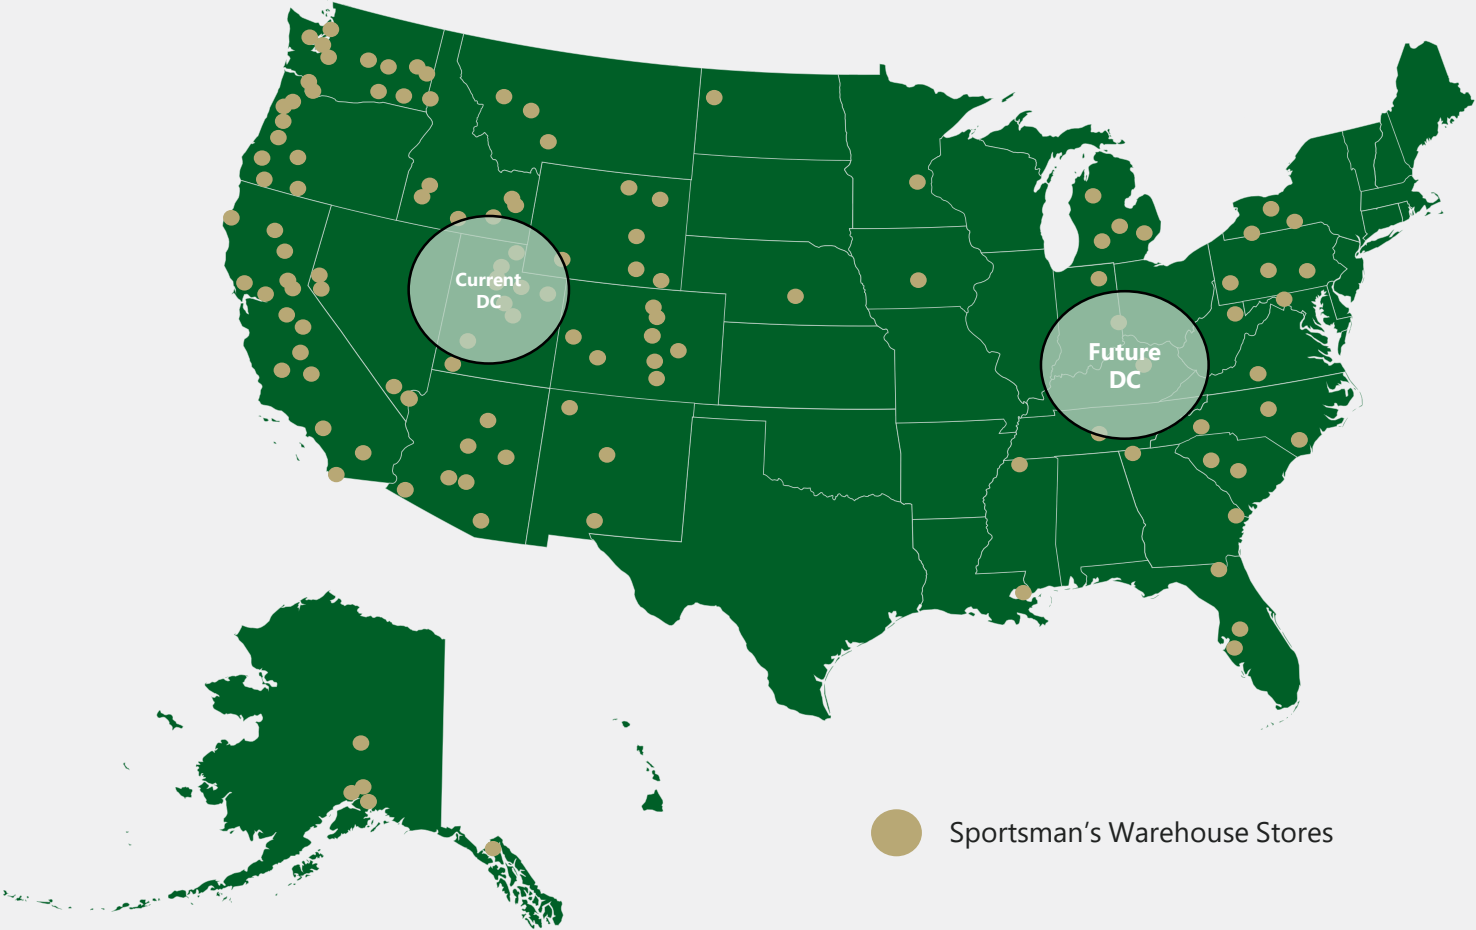 Current
DC
Future
DC
Sportsman’s Warehouse Stores